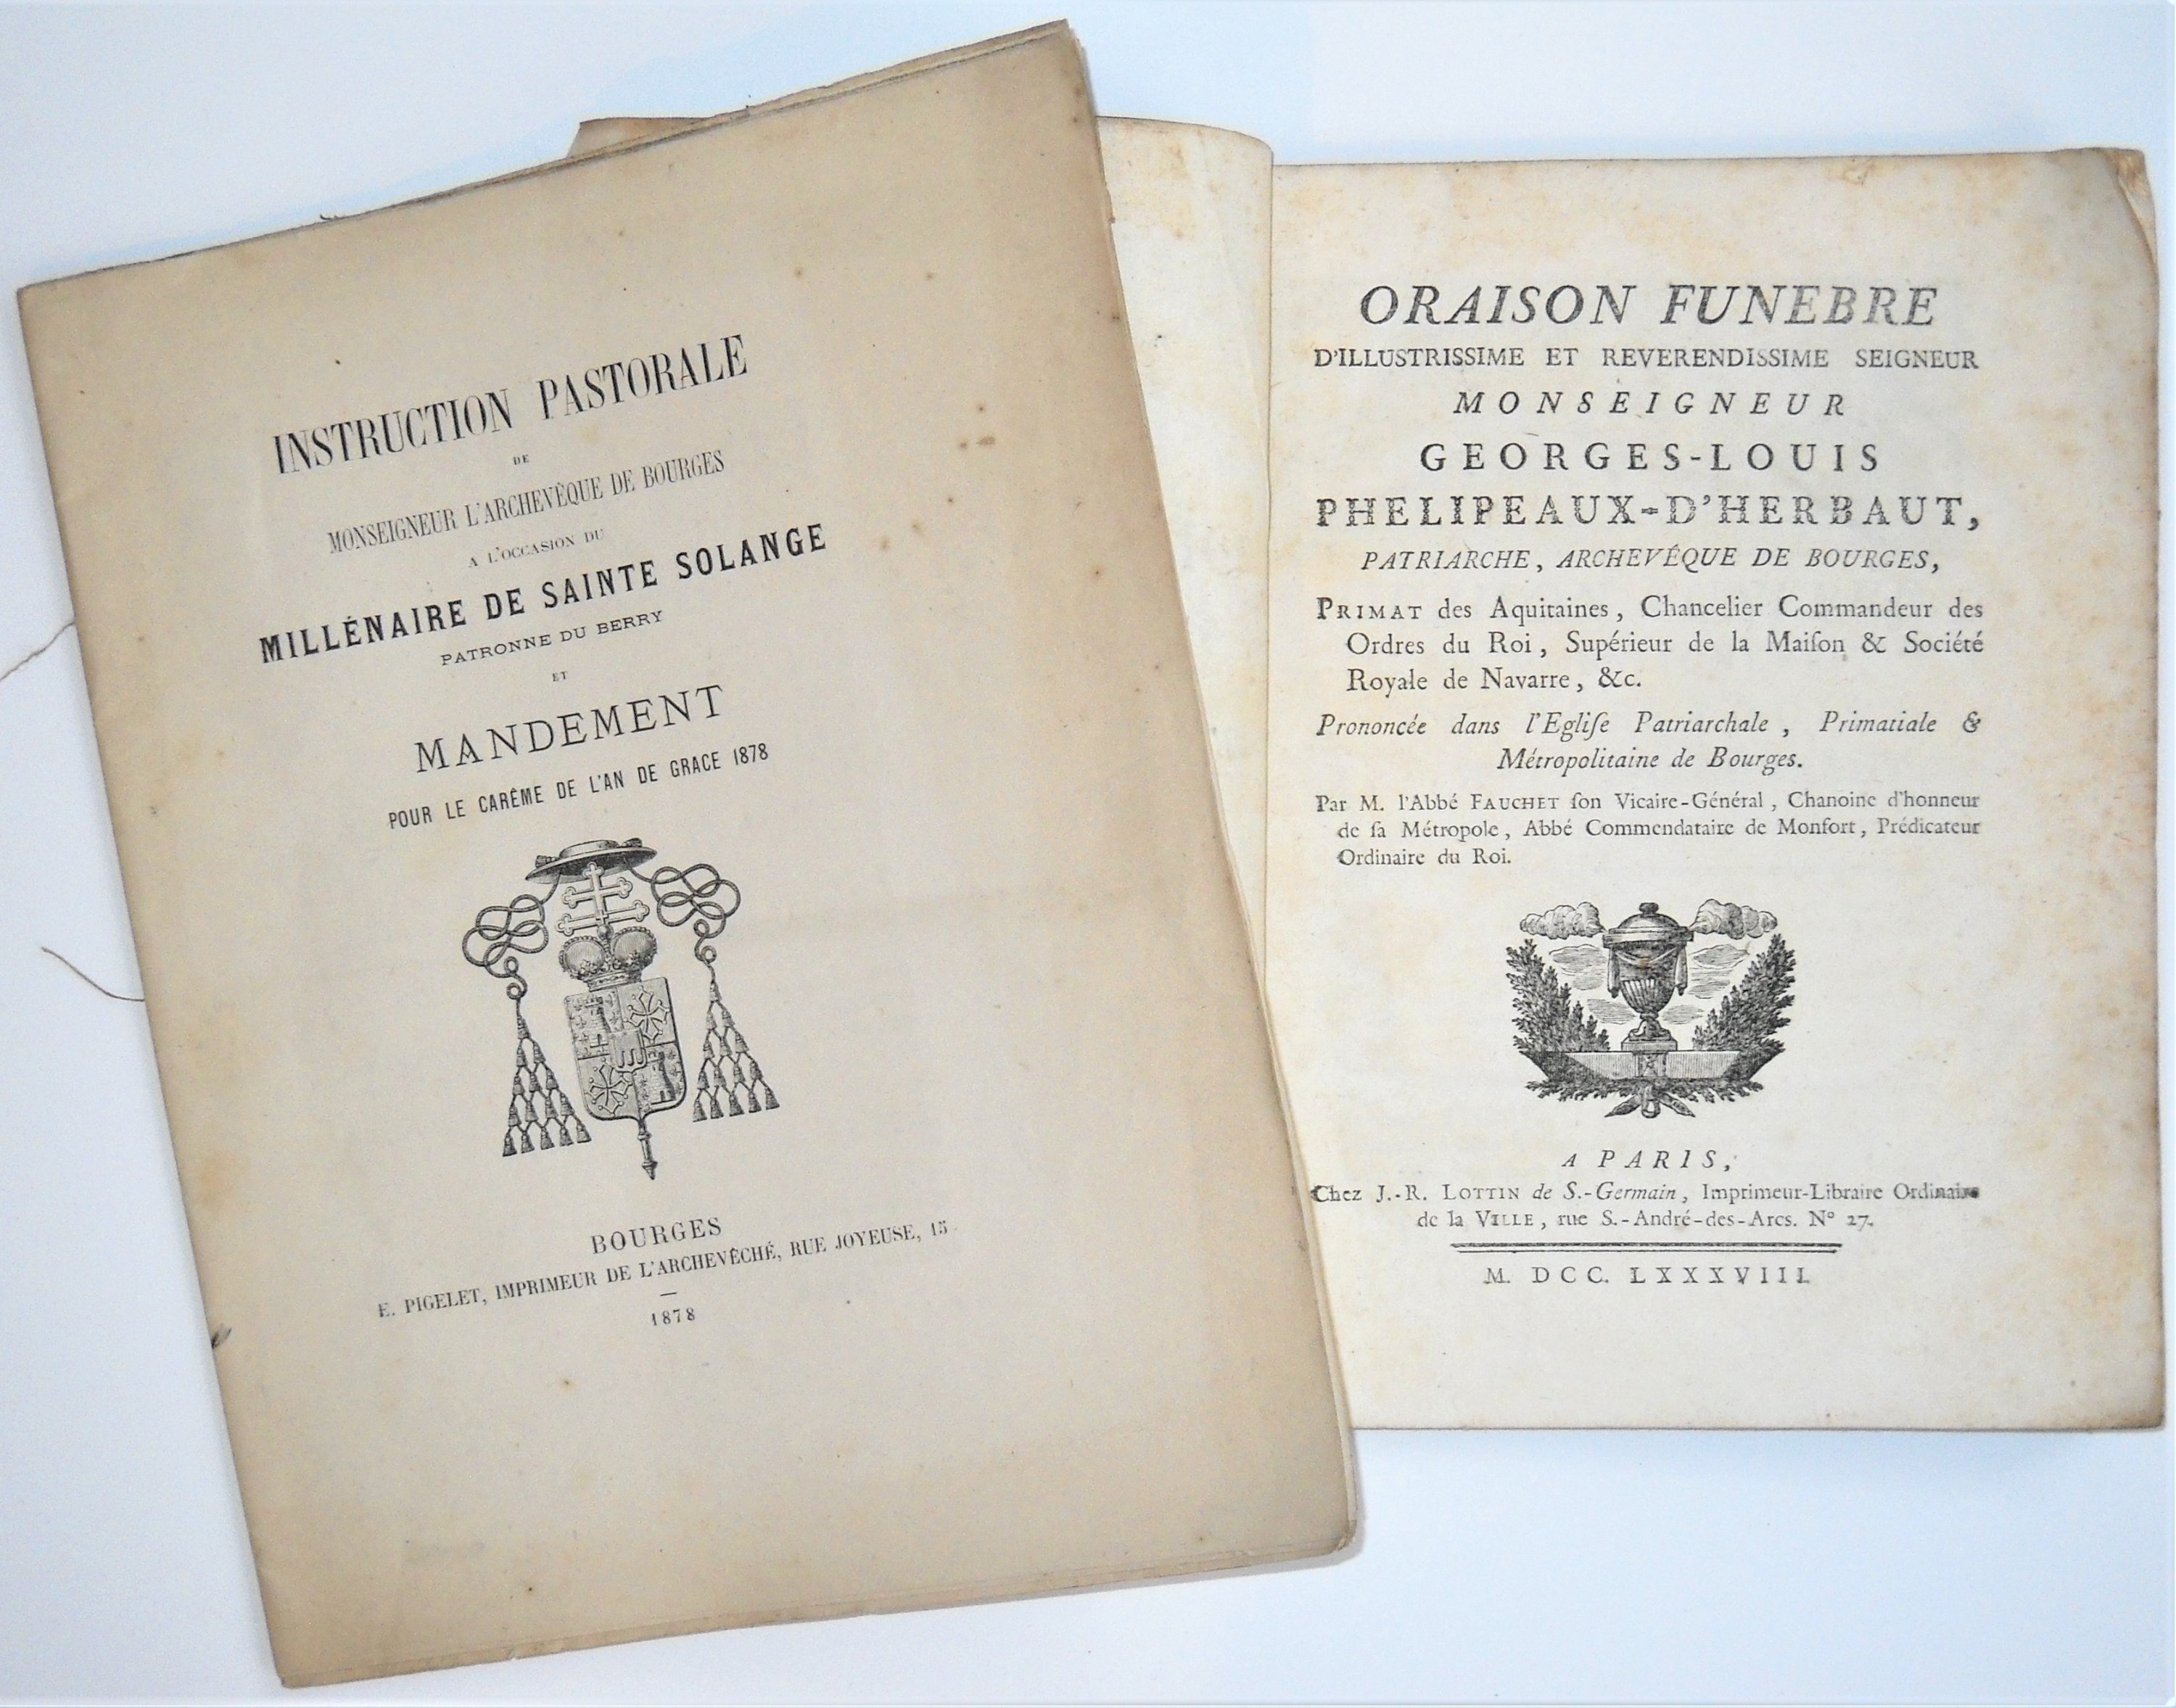 INSTRUCTION PASTORALE
DE
MONSEIGNEUR L'ARCHEVÊQUE DE BOURGES
A L'OCCASION DU
MILLÉNAIRE DE SAINTE SOLANGE
PATRONNE DU BERRY
ET
MANDEMENT
POUR LE CARÊME DE L'AN DE GRACE 1878
BOURGES
E. PIGELET, IMPRIMEUR DE L'ARCHEVÊCHÉ, RUE JOYEUSE, 15
1878
ORAISON FUNEBRE
D'ILLUSTRISSIME ET REVERENDISSIME SEIGNEUR
MONSEIGNEUR
GEORGES-LOUIS
PHELIPEAUX-D'HERBAUT,
PATRIARCHE, ARCHEVÊQUE DE BOURGES,
PRIMAT des Aquitaines, Chancelier Commandeur des
Ordres du Roi, Supérieur de la Maiſon & Société
Royale de Navarre, &c.
Prononcée dans l'Egliſe Patriarchale, Primatiale &
Métropolitaine de Bourges.
Par M. l'Abbé FAUCHET ſon Vicaire-Général, Chanoine d'honneur
de ſa Métropole, Abbé Commendataire de Monfort, Prédicateur
Ordinaire du Roi.
A PARIS,
Chez J.-R. LOTTIN de S.-Germain, Imprimeur-Libraire Ordinaire
de la VILLE, rue S.-André-des-Arcs. N° 27.
M. DCC. LXXXVIII.